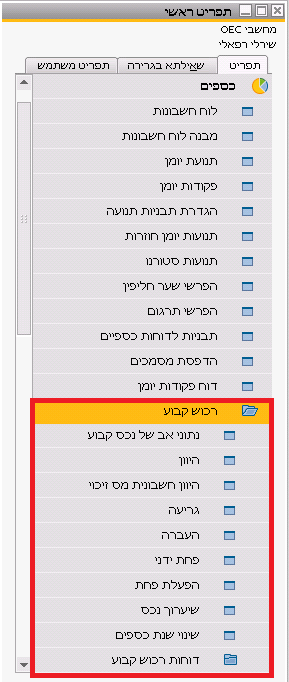 תפריט ראשי
מחשבי OEC
שירלי רפאלי
תפריט
שאילתא בגרירה
תפריט משתמש
כספים
לוח חשבונות
מבנה לוח חשבונות
תנועת יומן
פקודות יומן
הגדרת תבניות תנועה
תנועות יומן חוזרות
תנועות סטורנו
הפרשי שער חליפין
הפרשי תרגום
תבניות לדוחות כספיים
הדפסת מסמכים
דוח פקודות יומן
רכוש קבוע
נתוני אב של נכס קבוע
היוון
היוון חשבונית מס זיכוי
גריעה
העברה
פחת ידני
הפעלת פחת
שיערוך נכס
שינוי שנת כספים
דוחות רכוש קבוע